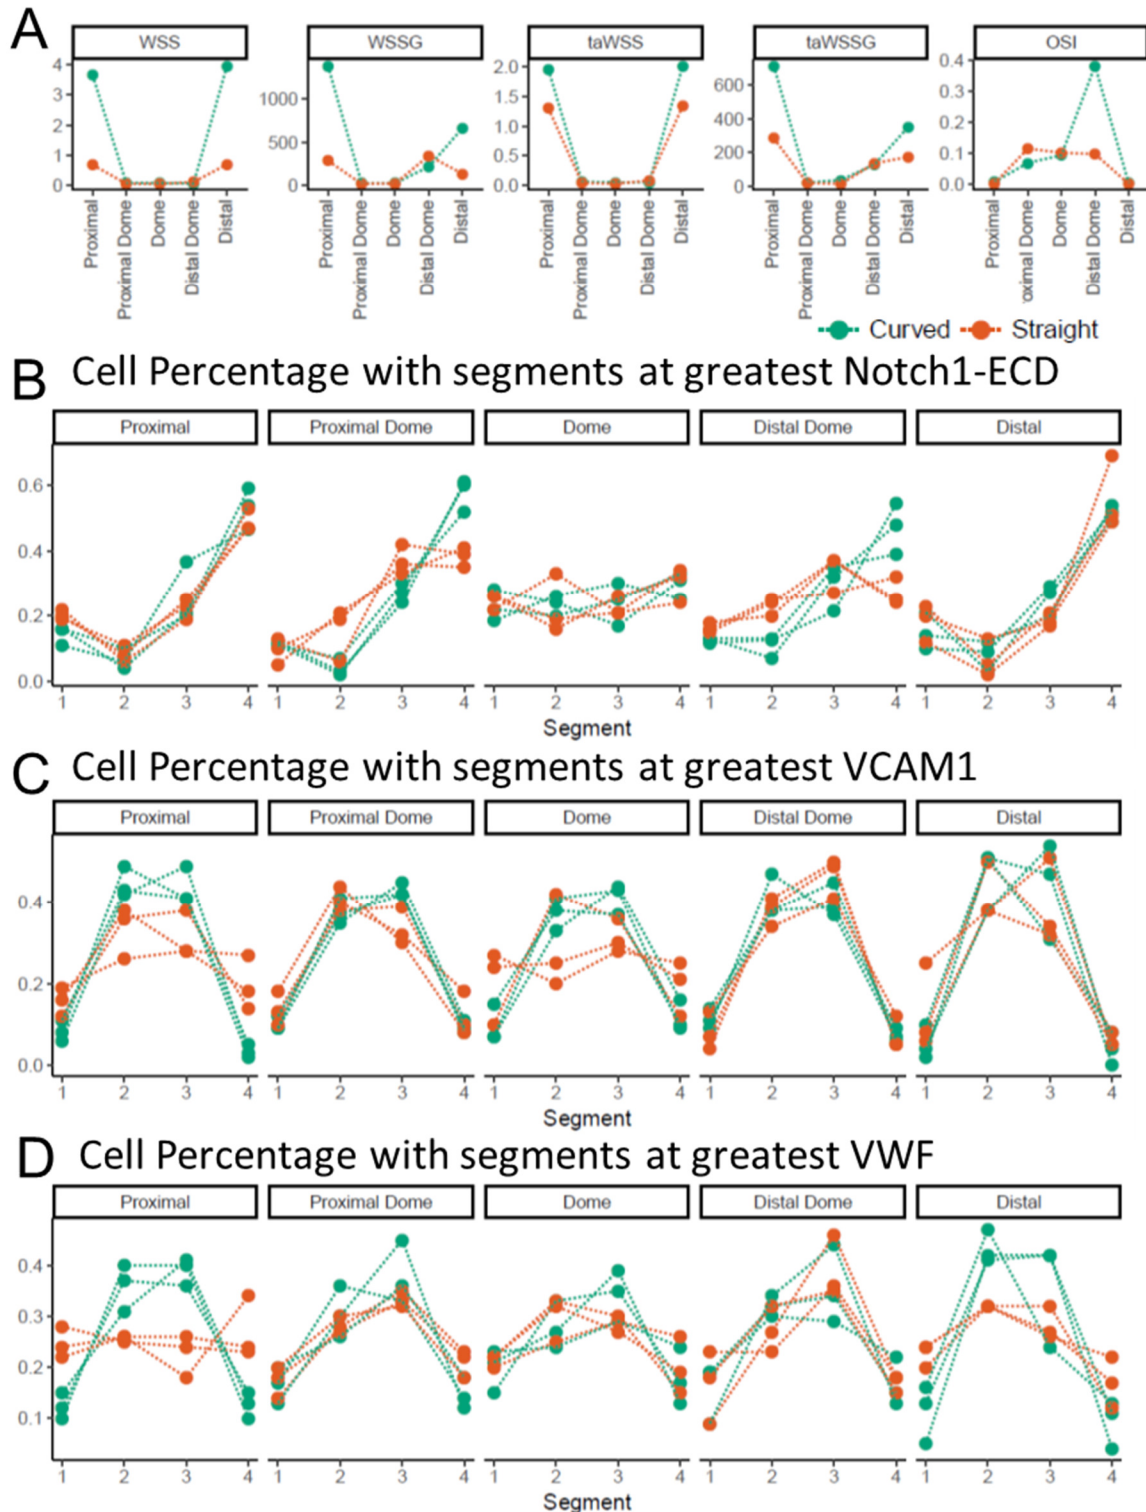 A
WSS WSSG taWSS taWSSG OSI
4 3 2 1 0
1000 500 0
2.0 1.5 1.0 0.5 0.0
600 400 200 0
0.4 0.3 0.2 0.1 0.0
Proximal Proximal Dome Dome Distal Dome Distal
Proximal Proximal Dome Dome Distal Dome Distal
Proximal Proximal Dome Dome Distal Dome Distal
Proximal Proximal Dome Dome Distal Dome Distal
Proximal oximal Dome Dome Distal Dome Distal
Curved Straight
B Cell Percentage with segments at greatest Notch1-ECD
Proximal Proximal Dome Dome Distal Dome Distal
0.6
0.4
0.2
0.0
1 2 3 4 1 2 3 4 1 2 3 4 1 2 3 4 1 2 3 4
Segment
C Cell Percentage with segments at greatest VCAM1
Proximal Proximal Dome Dome Distal Dome Distal
0.4
0.2
0.0
1 2 3 4 1 2 3 4 1 2 3 4 1 2 3 4 1 2 3 4
Segment
D Cell Percentage with segments at greatest VWF
Proximal Proximal Dome Dome Distal Dome Distal
0.4
0.3
0.2
0.1
1 2 3 4 1 2 3 4 1 2 3 4 1 2 3 4 1 2 3 4
Segment